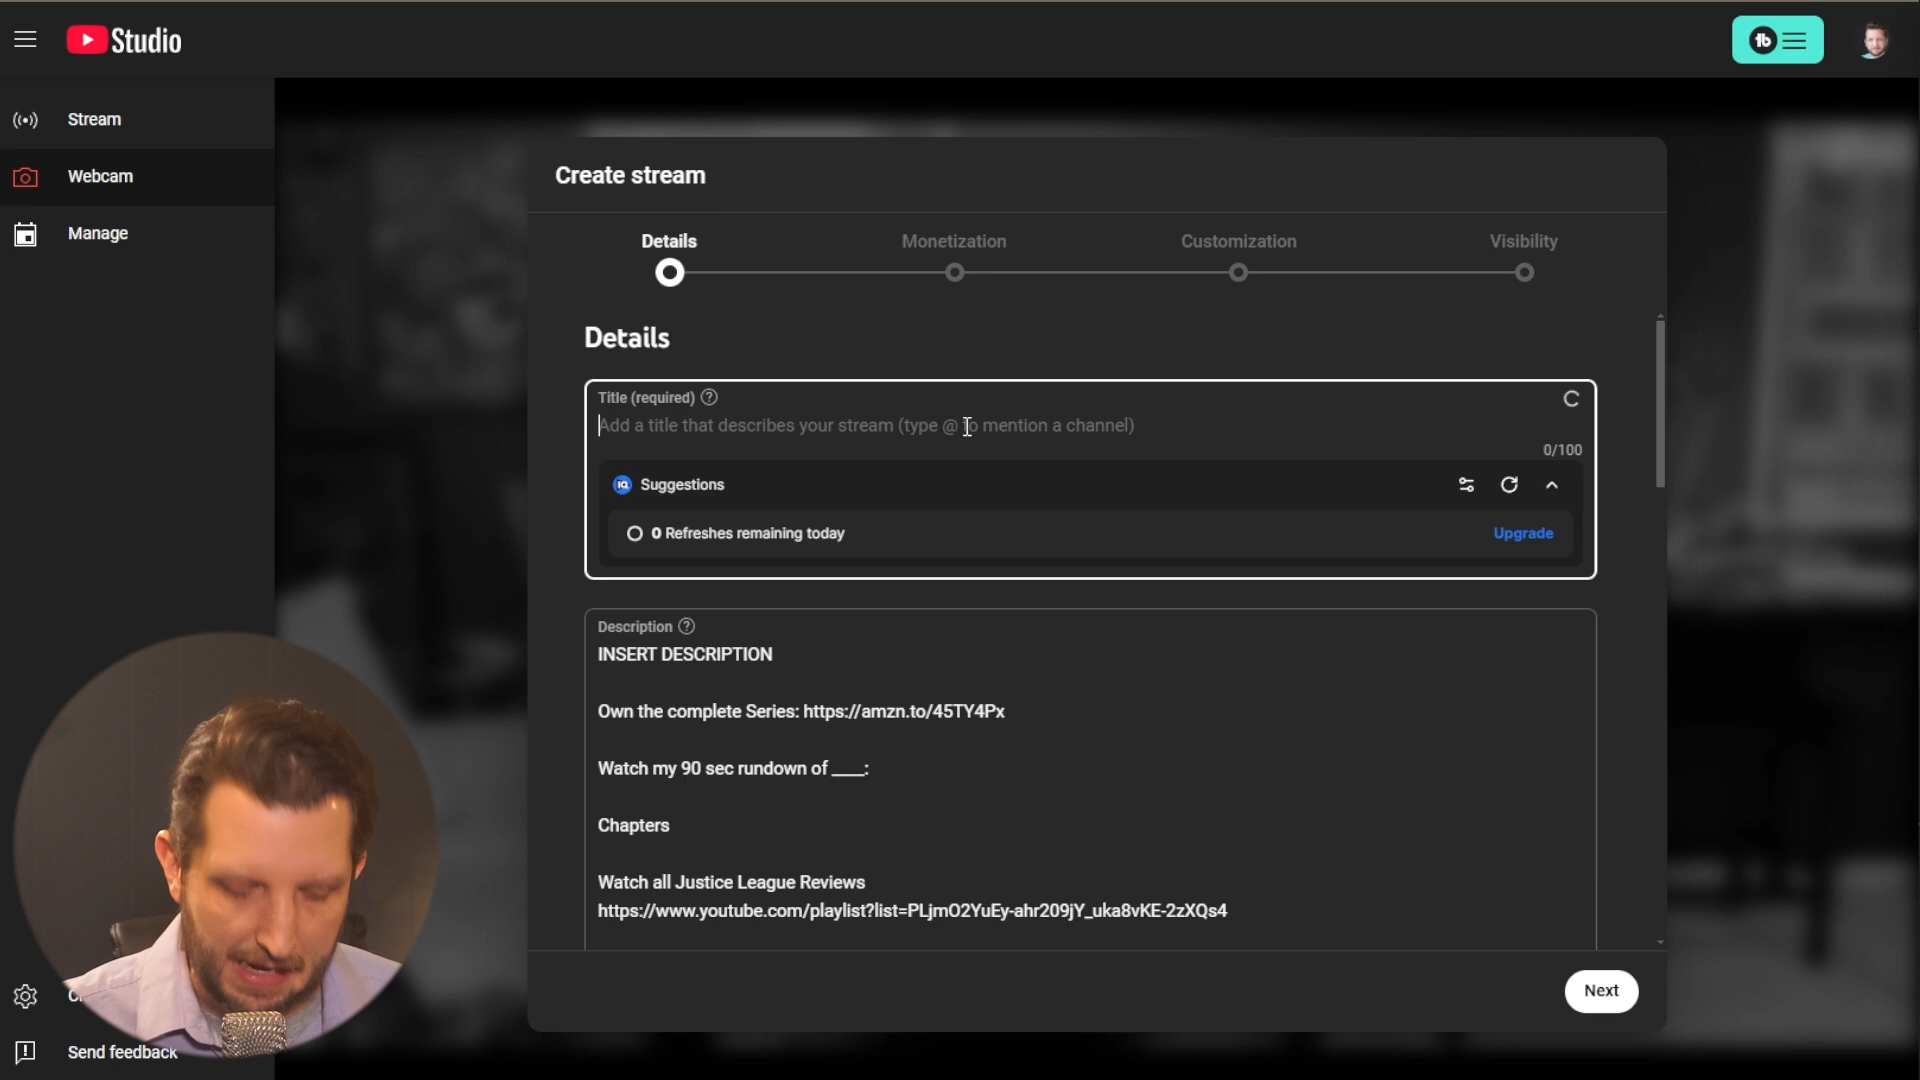 Studio
tb
Stream
Webcam
Manage
Create stream
Details
Monetization
Customization
Visibility
Details
Title (required)
Add a title that describes your stream (type @ to mention a channel)
0/100
iQ Suggestions
0 Refreshes remaining today
Upgrade
Description
INSERT DESCRIPTION
Own the complete Series: https://amzn.to/45TY4Px
Watch my 90 sec rundown of ____:
Chapters
Watch all Justice League Reviews
https://www.youtube.com/playlist?list=PLjmO2YuEy-ahr209jY_uka8vKE-2zXQs4
Next
Send feedback